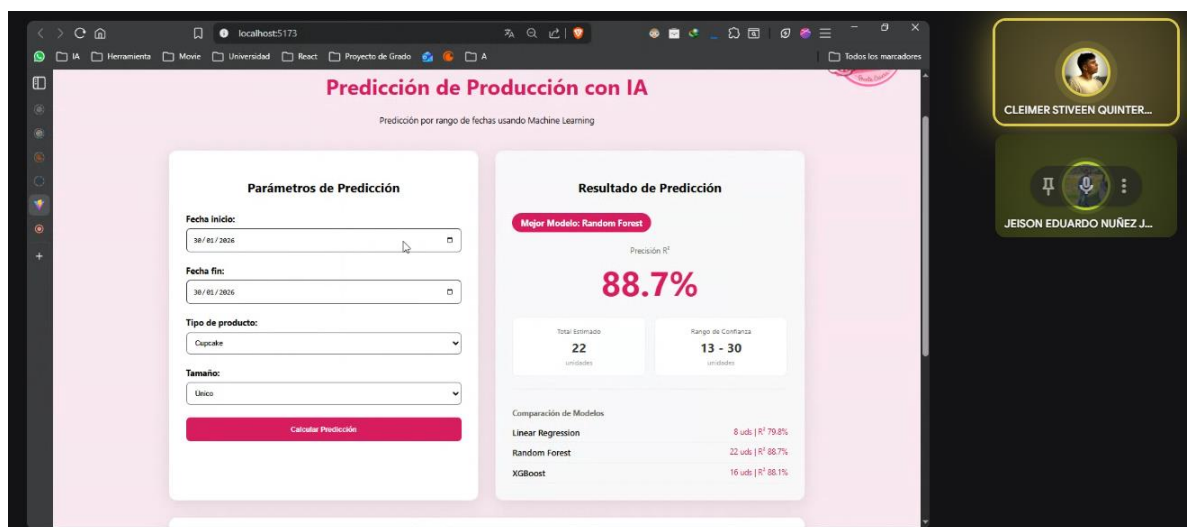 localhost:5173
IA Herramienta Movie Universidad React Proyecto de Grado A Todos los marcadores
Predicción de Producción con IA
Predicción por rango de fechas usando Machine Learning
Parámetros de Predicción
Fecha inicio:
30/01/2026
Fecha fin:
30/01/2026
Tipo de producto:
Cupcake
Tamaño:
Unico
Calcular Predicción
Resultado de Predicción
Mejor Modelo: Random Forest
Precisión R²
88.7%
Total Estimado
22
unidades
Rango de Confianza
13 - 30
unidades
Comparación de Modelos
Linear Regression 8 uds | R² 79.8%
Random Forest 22 uds | R² 88.7%
XGBoost 16 uds | R² 88.1%
CLEIMER STIVEEN QUINTER...
JEISON EDUARDO NUÑEZ J...